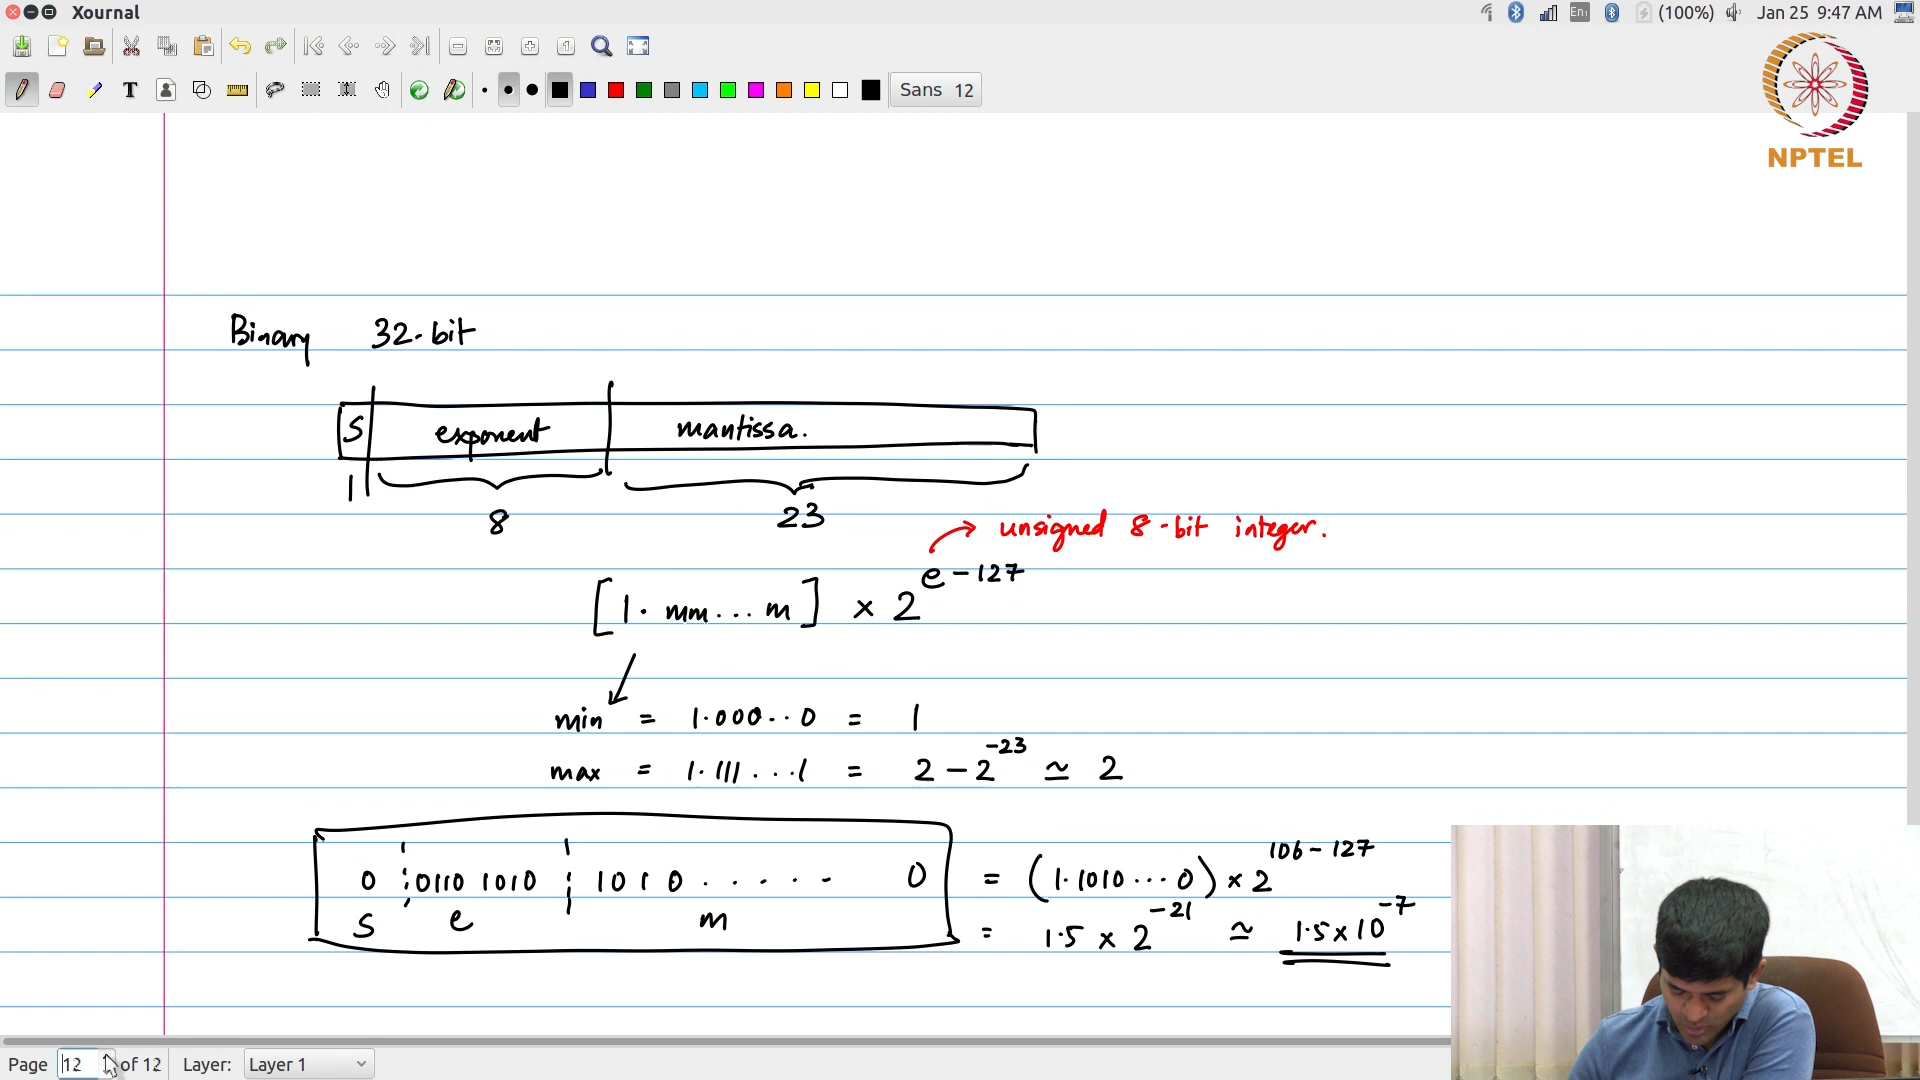 Xournal
En1 (100%) Jan 25 9:47 AM
T Sans 12
NPTEL
Binary 32-bit
S exponent mantissa.
1 8 23
unsigned 8-bit integer.
[1. mm...m] × 2^(e-127)
min = 1.000..0 = 1
max = 1.111...1 = 2 - 2^(-23) ≃ 2
0 0110 1010 1010...... 0 = (1.1010...0) × 2^(106-127)
S e m = 1.5 × 2^(-21) ≃ 1.5×10^(-7)
Page 12 of 12 Layer: Layer 1